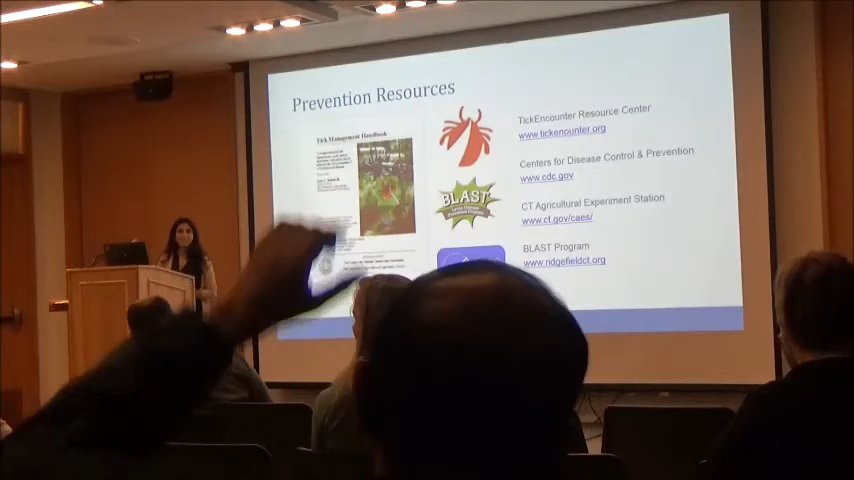 Prevention Resources
Tick Management Handbook
TickEncounter Resource Center
www.tickencounter.org
Centers for Disease Control & Prevention
www.cdc.gov
BLAST
CT Agricultural Experiment Station
www.ct.gov/caes/
BLAST Program
www.ridgefieldct.org